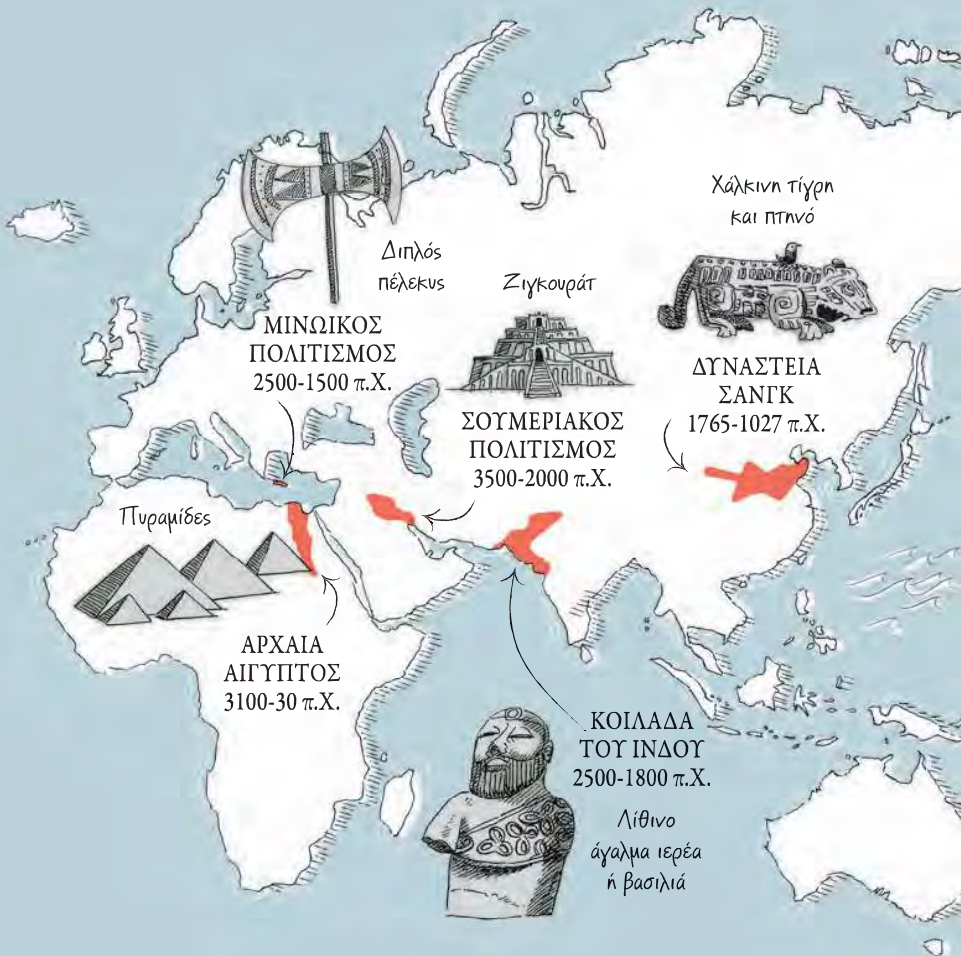 Χάλκινη τίγρη
και πτηνό
Διπλός
πέλεκυς
Ζιγκουράτ
ΜΙΝΩΙΚΟΣ
ΠΟΛΙΤΙΣΜΟΣ
2500-1500 π.Χ.
ΔΥΝΑΣΤΕΙΑ
ΣΑΝΓΚ
1765-1027 π.Χ.
ΣΟΥΜΕΡΙΑΚΟΣ
ΠΟΛΙΤΙΣΜΟΣ
3500-2000 π.Χ.
Πυραμίδες
ΑΡΧΑΙΑ
ΑΙΓΥΠΤΟΣ
3100-30 π.Χ.
ΚΟΙΛΑΔΑ
ΤΟΥ ΙΝΔΟΥ
2500-1800 π.Χ.
Λίθινο
άγαλμα ιερέα
ή βασιλιά